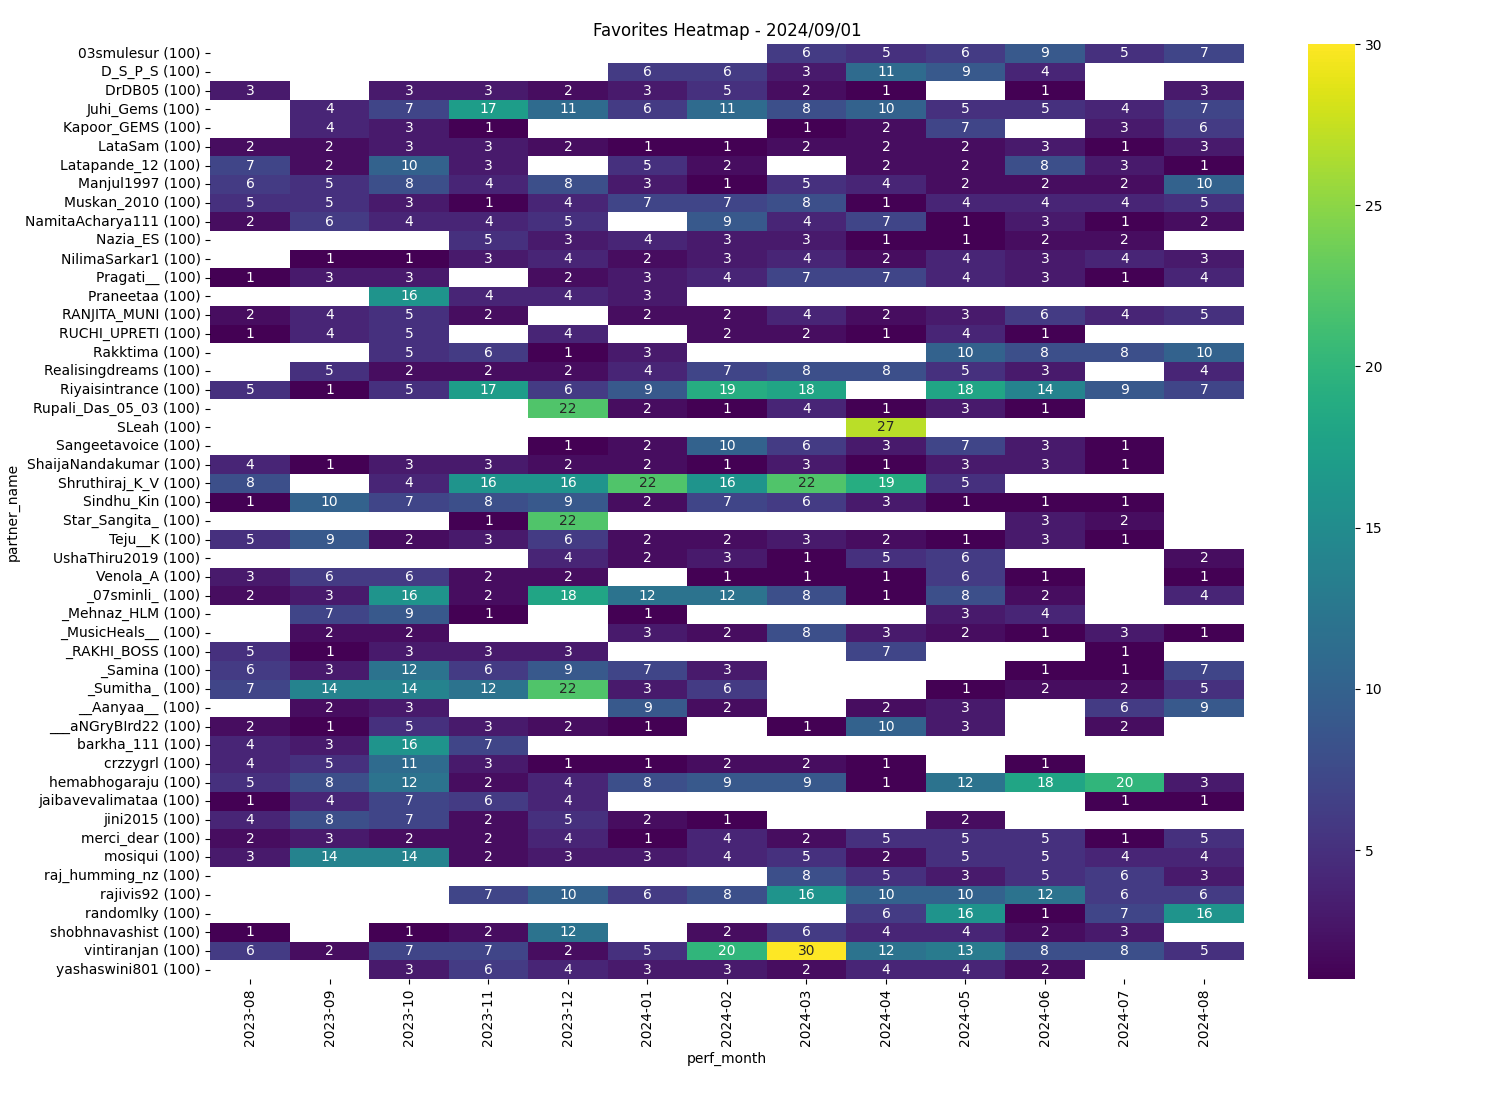 Favorites Heatmap - 2024/09/01
partner_name
03smulesur (100) 6 5 6 9 5 7
D_S_P_S (100) 6 6 3 11 9 4
DrDB05 (100) 3 3 3 2 3 5 2 1 1 3
Juhi_Gems (100) 4 7 17 11 6 11 8 10 5 5 4 7
Kapoor_GEMS (100) 4 3 1 1 2 7 3 6
LataSam (100) 2 2 3 3 2 1 1 2 2 2 3 1 3
Latapande_12 (100) 7 2 10 3 5 2 2 2 8 3 1
Manjul1997 (100) 6 5 8 4 8 3 1 5 4 2 2 2 10
Muskan_2010 (100) 5 5 3 1 4 7 7 8 1 4 4 4 5
NamitaAcharya111 (100) 2 6 4 4 5 9 4 7 1 3 1 2
Nazia_ES (100) 5 3 4 3 3 1 1 2 2
NilimaSarkar1 (100) 1 1 3 4 2 3 4 2 4 3 4 3
Pragati__ (100) 1 3 3 2 3 4 7 7 4 3 1 4
Praneetaa (100) 16 4 4 3
RANJITA_MUNI (100) 2 4 5 2 2 2 4 2 3 6 4 5
RUCHI_UPRETI (100) 1 4 5 4 2 2 1 4 1
Rakktima (100) 5 6 1 3 10 8 8 10
Realisingdreams (100) 5 2 2 2 4 7 8 8 5 3 4
Riyaisintrance (100) 5 1 5 17 6 9 19 18 18 14 9 7
Rupali_Das_05_03 (100) 22 2 1 4 1 3 1
SLeah (100) 27
Sangeetavoice (100) 1 2 10 6 3 7 3 1
ShaijaNandakumar (100) 4 1 3 3 2 2 1 3 1 3 3 1
Shruthiraj_K_V (100) 8 4 16 16 22 16 22 19 5
Sindhu_Kin (100) 1 10 7 8 9 2 7 6 3 1 1 1
Star_Sangita_ (100) 1 22 3 2
Teju__K (100) 5 9 2 3 6 2 2 3 2 1 3 1
UshaThiru2019 (100) 4 2 3 1 5 6 2
Venola_A (100) 3 6 6 2 2 1 1 1 6 1 1
_07sminli_ (100) 2 3 16 2 18 12 12 8 1 8 2 4
_Mehnaz_HLM (100) 7 9 1 1 3 4
_MusicHeals__ (100) 2 2 3 2 8 3 2 1 3 1
_RAKHI_BOSS (100) 5 1 3 3 3 7 1
_Samina (100) 6 3 12 6 9 7 3 1 1 7
_Sumitha_ (100) 7 14 14 12 22 3 6 1 2 2 5
__Aanyaa__ (100) 2 3 9 2 2 3 6 9
___aNGryBIrd22 (100) 2 1 5 3 2 1 1 10 3 2
barkha_111 (100) 4 3 16 7
crzzygrl (100) 4 5 11 3 1 1 2 2 1 1
hemabhogaraju (100) 5 8 12 2 4 8 9 9 1 12 18 20 3
jaibavevalimataa (100) 1 4 7 6 4 1 1
jini2015 (100) 4 8 7 2 5 2 1 2
merci_dear (100) 2 3 2 2 4 1 4 2 5 5 5 1 5
mosiqui (100) 3 14 14 2 3 3 4 5 2 5 5 4 4
raj_humming_nz (100) 8 5 3 5 6 3
rajivis92 (100) 7 10 6 8 16 10 10 12 6 6
randomlky (100) 6 16 1 7 16
shobhnavashist (100) 1 1 2 12 2 6 4 4 2 3
vintiranjan (100) 6 2 7 7 2 5 20 30 12 13 8 8 5
yashaswini801 (100) 3 6 4 3 3 2 4 4 2
2023-08 2023-09 2023-10 2023-11 2023-12 2024-01 2024-02 2024-03 2024-04 2024-05 2024-06 2024-07 2024-08
perf_month
30
25
20
15
10
5